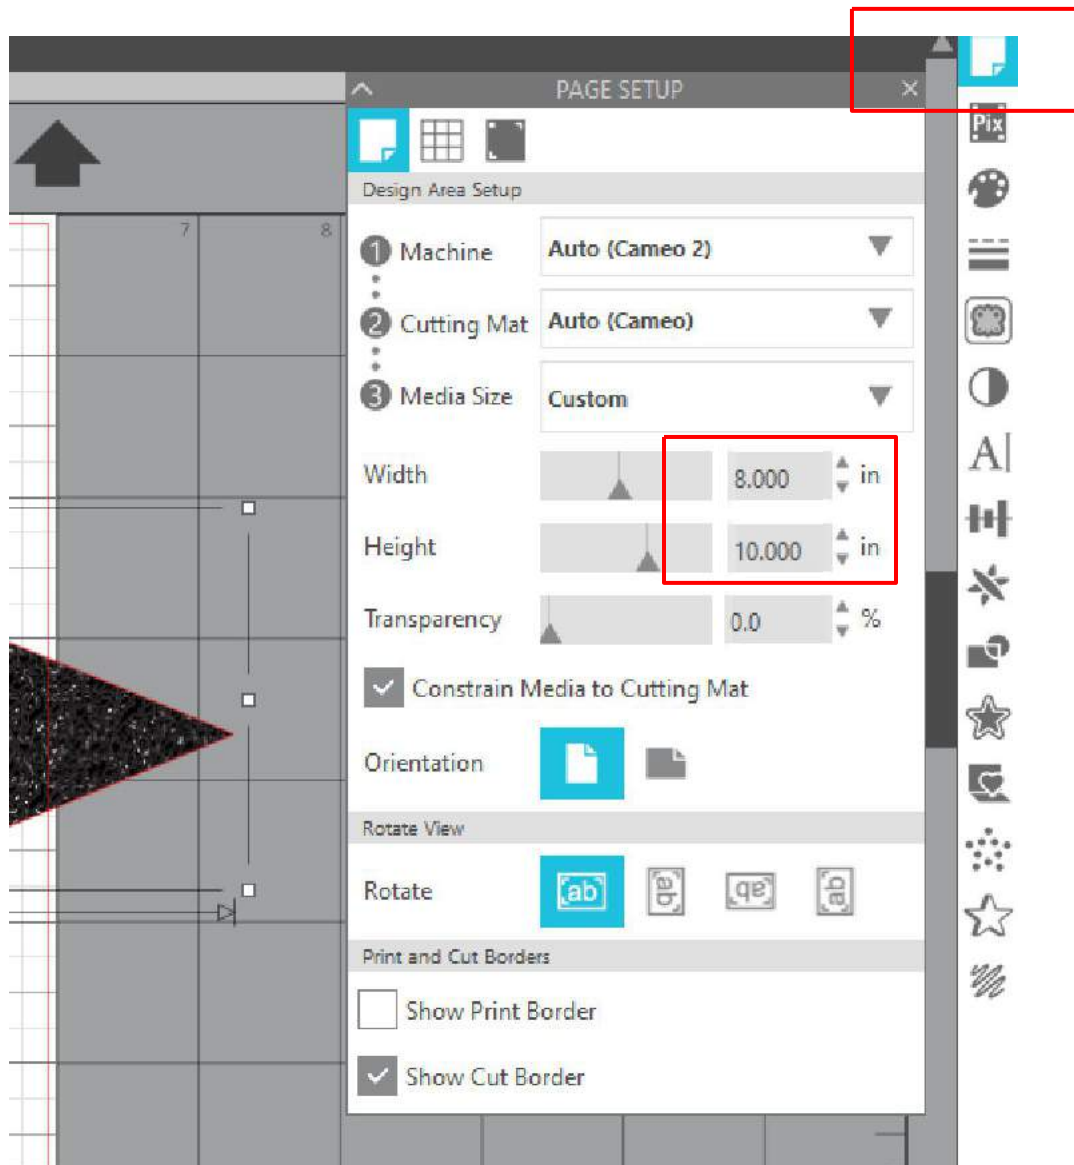 PAGE SETUP
Pix
Design Area Setup
7
8
1 Machine Auto (Cameo 2)
2 Cutting Mat Auto (Cameo)
3 Media Size Custom
A
Width 8.000 in
Height 10.000 in
Transparency 0.0 %
Constrain Media to Cutting Mat
Orientation
Rotate View
Rotate ab ab ab ab
Print and Cut Borders
Show Print Border
Show Cut Border